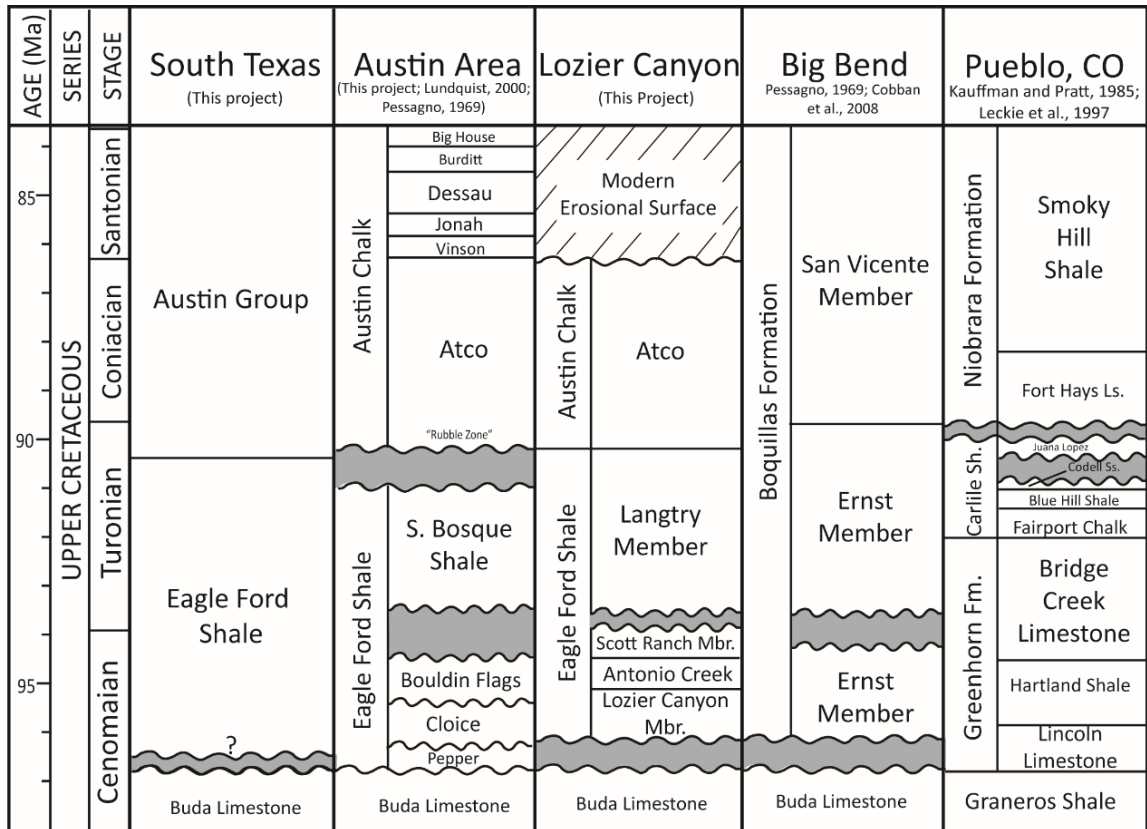 AGE (Ma)
SERIES
STAGE
South Texas
(This project)
Austin Area
(This project; Lundquist, 2000;
Pessagno, 1969)
Lozier Canyon
(This Project)
Big Bend
Pessagno, 1969; Cobban
et al., 2008
Pueblo, CO
Kauffman and Pratt, 1985;
Leckie et al., 1997
85
90
95
UPPER CRETACEOUS
Santonian
Coniacian
Turonian
Cenomaian
Austin Group
Eagle Ford
Shale
?
Buda Limestone
Austin Chalk
Eagle Ford Shale
Big House
Burditt
Dessau
Jonah
Vinson
Atco
"Rubble Zone"
S. Bosque
Shale
Bouldin Flags
Cloice
Pepper
Buda Limestone
Modern
Erosional Surface
Austin Chalk
Eagle Ford Shale
Atco
Langtry
Member
Scott Ranch Mbr.
Antonio Creek
Lozier Canyon
Mbr.
Buda Limestone
Boquillas Formation
San Vicente
Member
Ernst
Member
Ernst
Member
Buda Limestone
Niobrara Formation
Carlile Sh.
Greenhorn Fm.
Smoky
Hill
Shale
Fort Hays Ls.
Juana Lopez
Codell Ss.
Blue Hill Shale
Fairport Chalk
Bridge
Creek
Limestone
Hartland Shale
Lincoln
Limestone
Graneros Shale